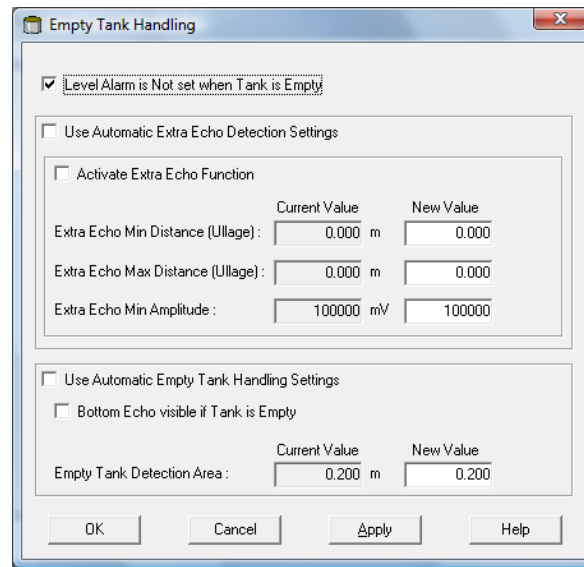 Empty Tank Handling
Level Alarm is Not set when Tank is Empty
Use Automatic Extra Echo Detection Settings
Activate Extra Echo Function
Current Value New Value
Extra Echo Min Distance (Ullage) : 0.000 m 0.000
Extra Echo Max Distance (Ullage) : 0.000 m 0.000
Extra Echo Min Amplitude : 100000 mV 100000
Use Automatic Empty Tank Handling Settings
Bottom Echo visible if Tank is Empty
Current Value New Value
Empty Tank Detection Area : 0.200 m 0.200
OK Cancel Apply Help